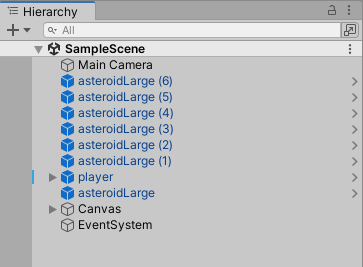 Hierarchy
All
SampleScene
Main Camera
asteroidLarge (6)
asteroidLarge (5)
asteroidLarge (4)
asteroidLarge (3)
asteroidLarge (2)
asteroidLarge (1)
player
asteroidLarge
Canvas
EventSystem